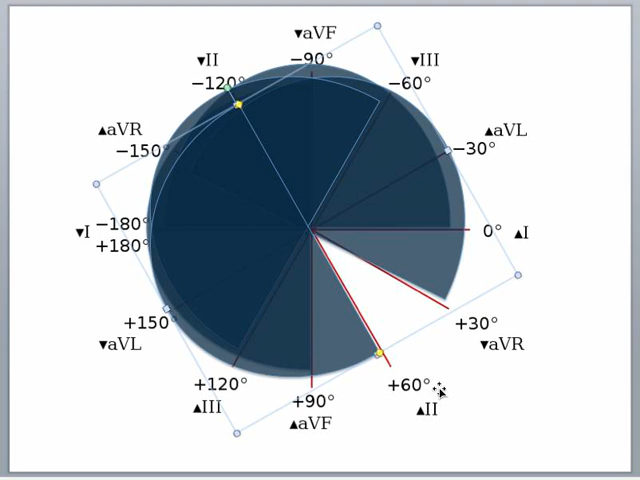 ▼aVF
−90°
▼II
−120°
▼III
−60°
▲aVR
−150°
▲aVL
−30°
▼I
−180°
+180°
0°
▲I
+150°
▼aVL
+30°
▼aVR
+120°
▲III
+90°
▲aVF
+60°
▲II